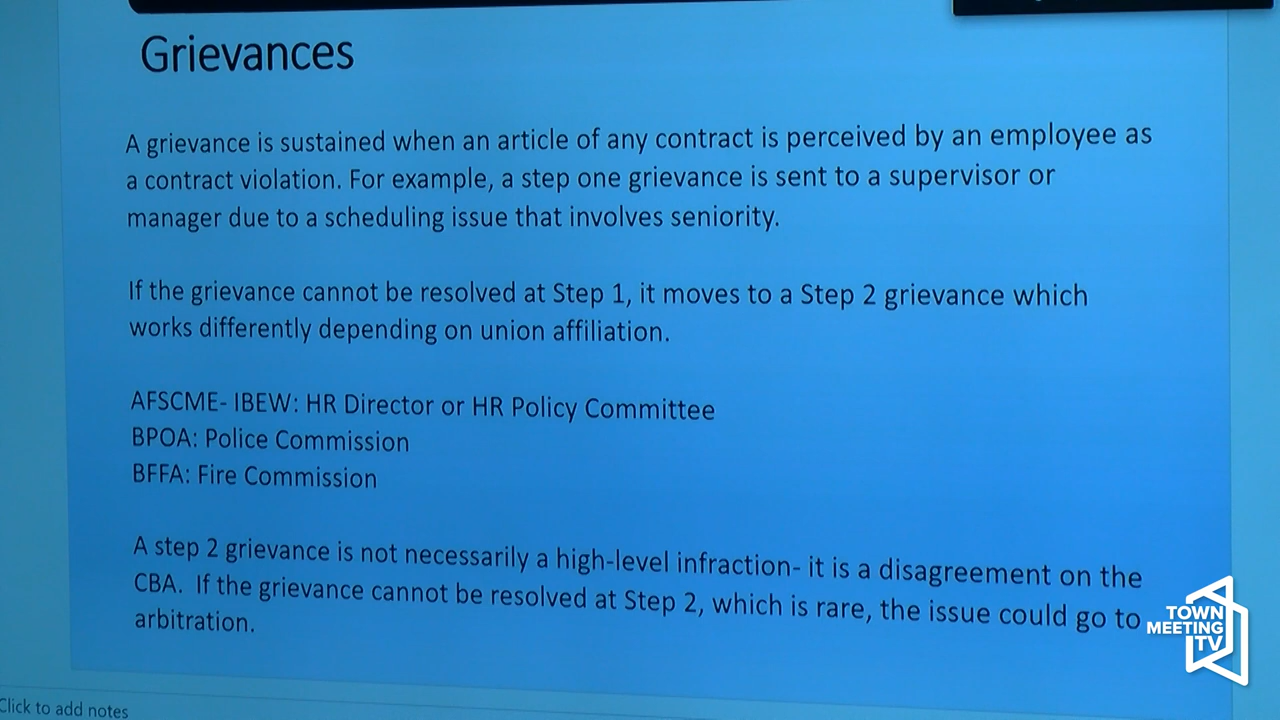 Grievances
A grievance is sustained when an article of any contract is perceived by an employee as
a contract violation. For example, a step one grievance is sent to a supervisor or
manager due to a scheduling issue that involves seniority.
If the grievance cannot be resolved at Step 1, it moves to a Step 2 grievance which
works differently depending on union affiliation.
AFSCME- IBEW: HR Director or HR Policy Committee
BPOA: Police Commission
BFFA: Fire Commission
A step 2 grievance is not necessarily a high-level infraction- it is a disagreement on the
CBA. If the grievance cannot be resolved at Step 2, which is rare, the issue could go to
arbitration.
TOWN
MEETING
TV
Click to add notes